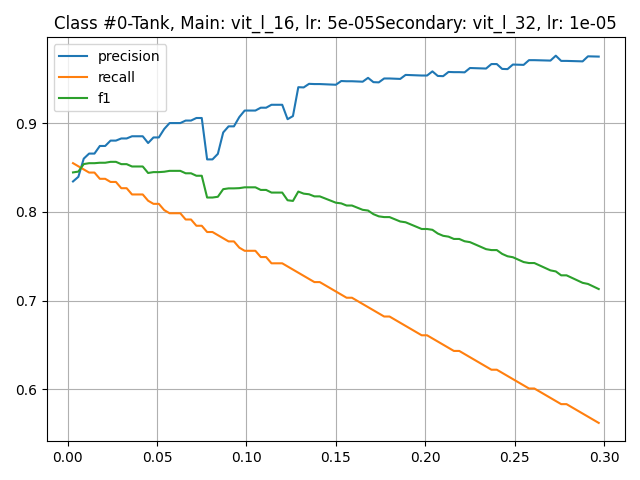 Class #0-Tank, Main: vit_l_16, lr: 5e-05Secondary: vit_l_32, lr: 1e-05
precision
recall
f1
0.9
0.8
0.7
0.6
0.00 0.05 0.10 0.15 0.20 0.25 0.30